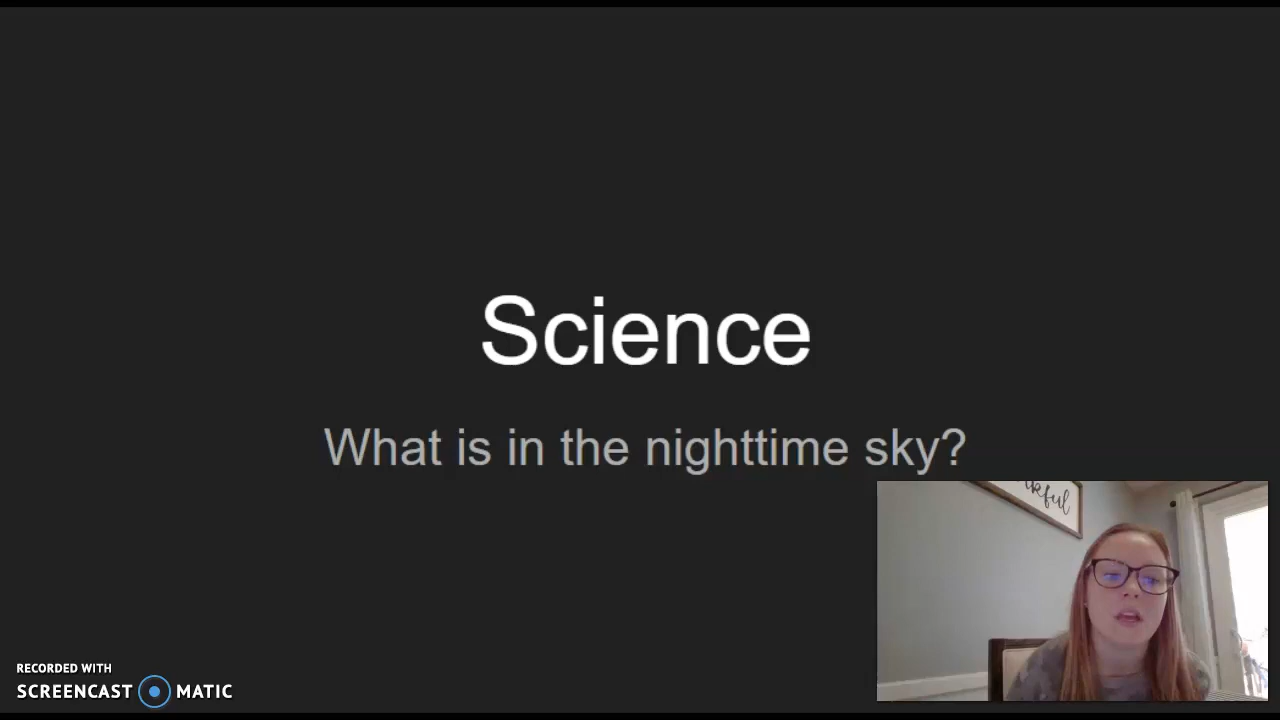 Science
What is in the nighttime sky?
RECORDED WITH
SCREENCAST MATIC